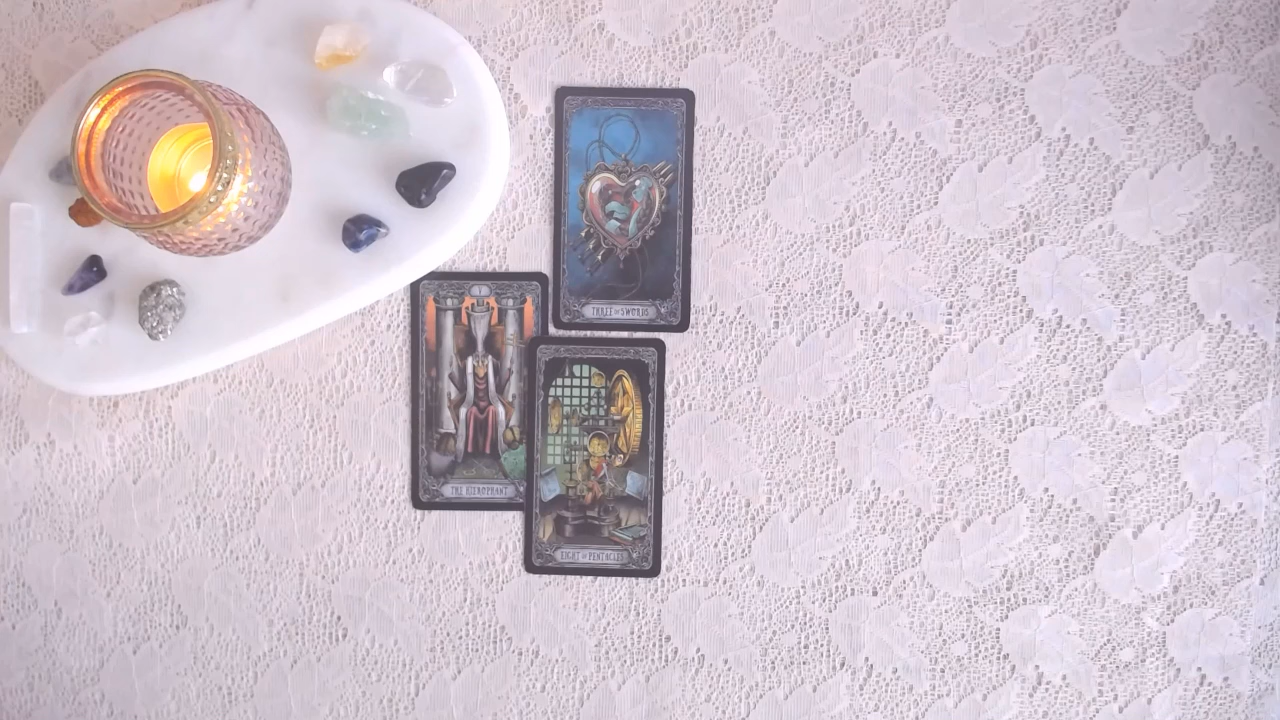 THREE OF SWORDS
V
THE HIEROPHANT
EIGHT OF PENTACLES